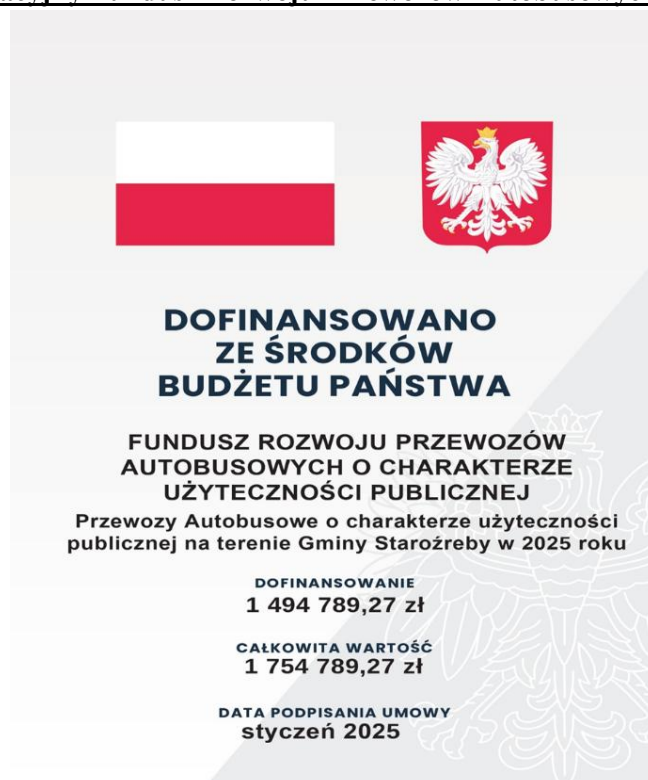 DOFINANSOWANO
ZE ŚRODKÓW
BUDŻETU PAŃSTWA
FUNDUSZ ROZWOJU PRZEWOZÓW
AUTOBUSOWYCH O CHARAKTERZE
UŻYTECZNOŚCI PUBLICZNEJ
Przewozy Autobusowe o charakterze użyteczności
publicznej na terenie Gminy Staroźreby w 2025 roku
DOFINANSOWANIE
1 494 789,27 zł
CAŁKOWITA WARTOŚĆ
1 754 789,27 zł
DATA PODPISANIA UMOWY
styczeń 2025